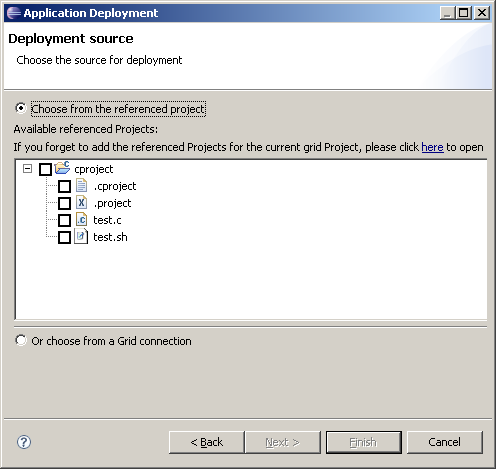 Application Deployment
Deployment source
Choose the source for deployment
Choose from the referenced project
Available referenced Projects:
If you forget to add the referenced Projects for the current grid Project, please click here to open
cproject
.cproject
.project
test.c
test.sh
Or choose from a Grid connection
< Back Next > Finish Cancel